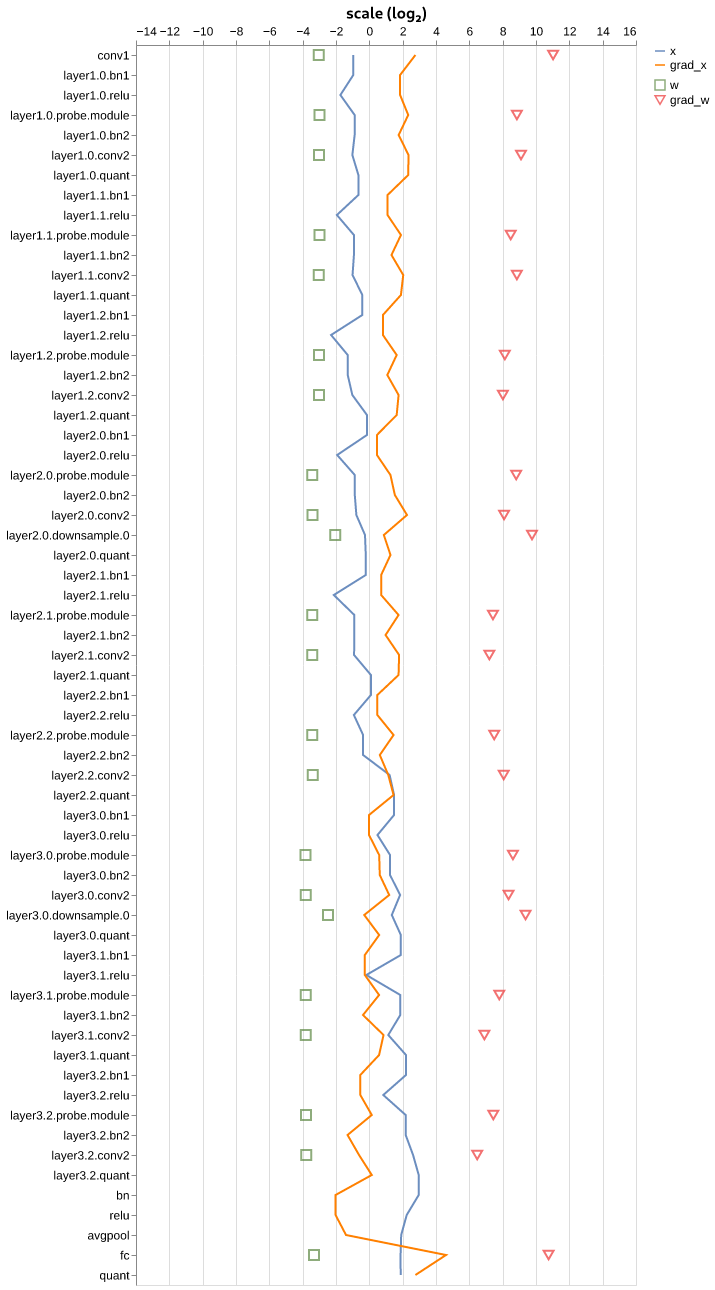 scale (log₂)
−14 −12 −10 −8 −6 −4 −2 0 2 4 6 8 10 12 14 16
x
grad_x
w
grad_w
conv1
layer1.0.bn1
layer1.0.relu
layer1.0.probe.module
layer1.0.bn2
layer1.0.conv2
layer1.0.quant
layer1.1.bn1
layer1.1.relu
layer1.1.probe.module
layer1.1.bn2
layer1.1.conv2
layer1.1.quant
layer1.2.bn1
layer1.2.relu
layer1.2.probe.module
layer1.2.bn2
layer1.2.conv2
layer1.2.quant
layer2.0.bn1
layer2.0.relu
layer2.0.probe.module
layer2.0.bn2
layer2.0.conv2
layer2.0.downsample.0
layer2.0.quant
layer2.1.bn1
layer2.1.relu
layer2.1.probe.module
layer2.1.bn2
layer2.1.conv2
layer2.1.quant
layer2.2.bn1
layer2.2.relu
layer2.2.probe.module
layer2.2.bn2
layer2.2.conv2
layer2.2.quant
layer3.0.bn1
layer3.0.relu
layer3.0.probe.module
layer3.0.bn2
layer3.0.conv2
layer3.0.downsample.0
layer3.0.quant
layer3.1.bn1
layer3.1.relu
layer3.1.probe.module
layer3.1.bn2
layer3.1.conv2
layer3.1.quant
layer3.2.bn1
layer3.2.relu
layer3.2.probe.module
layer3.2.bn2
layer3.2.conv2
layer3.2.quant
bn
relu
avgpool
fc
quant